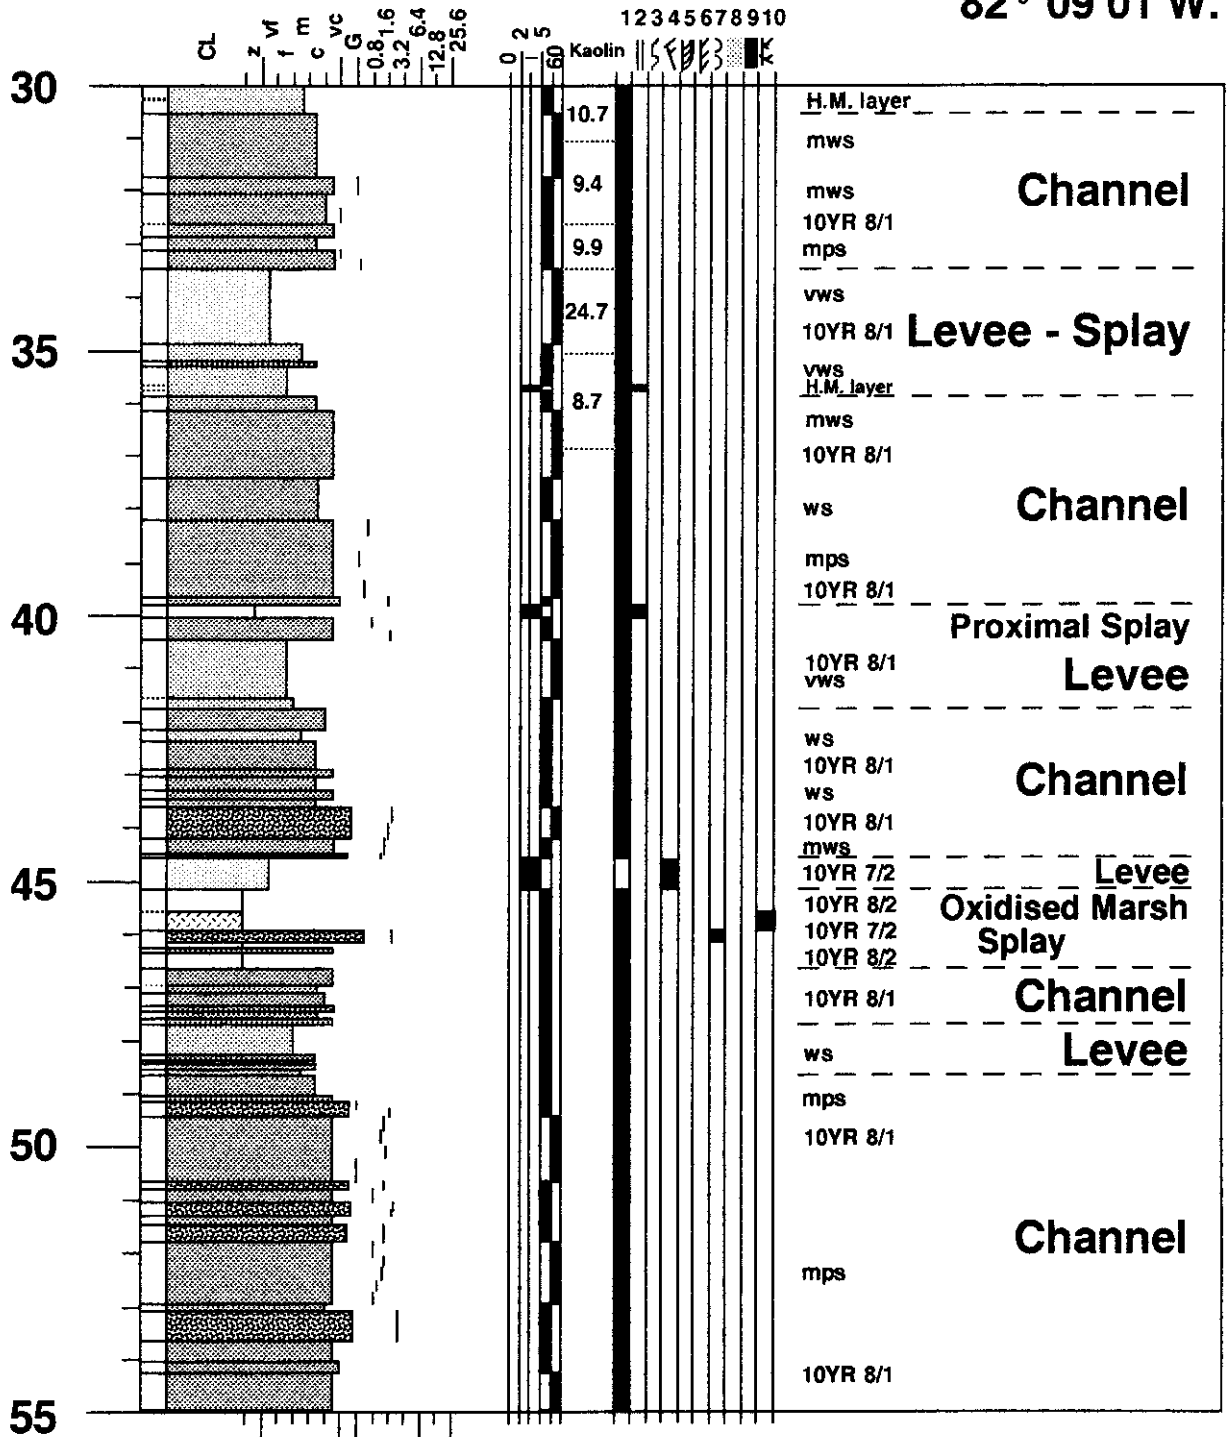 82° 09 01 W.
CL z vf f m c vc G 0.8 1.6 3.2 6.4 12.8 25.6
0 2 5 60 Kaolin 1 2 3 4 5 6 7 8 9 10
30
H.M. layer
10.7
mws
9.4
mws
Channel
10YR 8/1
9.9
mps
vws
24.7
10YR 8/1
Levee - Splay
35
vws
H.M. layer
8.7
mws
10YR 8/1
ws
Channel
mps
10YR 8/1
40
Proximal Splay
10YR 8/1
vws
Levee
ws
10YR 8/1
Channel
ws
10YR 8/1
mws
45
10YR 7/2
Levee
10YR 8/2
Oxidised Marsh
10YR 7/2
Splay
10YR 8/2
10YR 8/1
Channel
ws
Levee
mps
50
10YR 8/1
Channel
mps
10YR 8/1
55